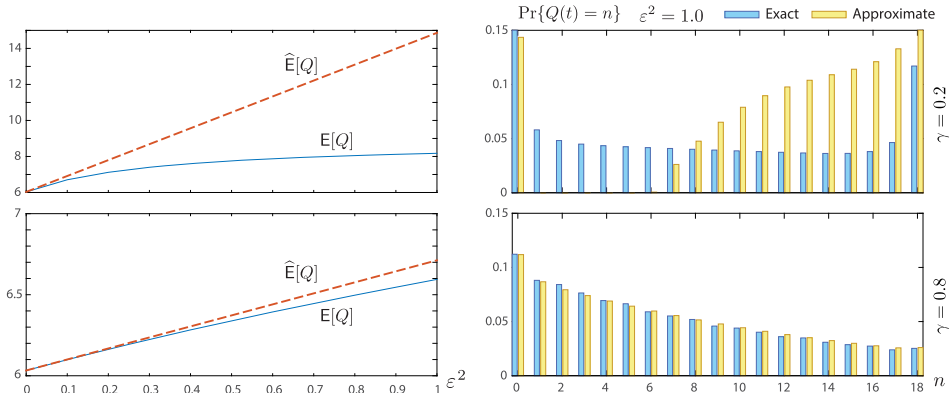 Pr{Q(t) = n} ε² = 1.0 Exact Approximate
14
12
10
8
6
Ê[Q]
E[Q]
0.15
0.1
0.05
0
γ = 0.2
7
6.5
6
Ê[Q]
E[Q]
0 0.1 0.2 0.3 0.4 0.5 0.6 0.7 0.8 0.9 1 ε²
0.15
0.1
0.05
0
0 2 4 6 8 10 12 14 16 18 n
γ = 0.8